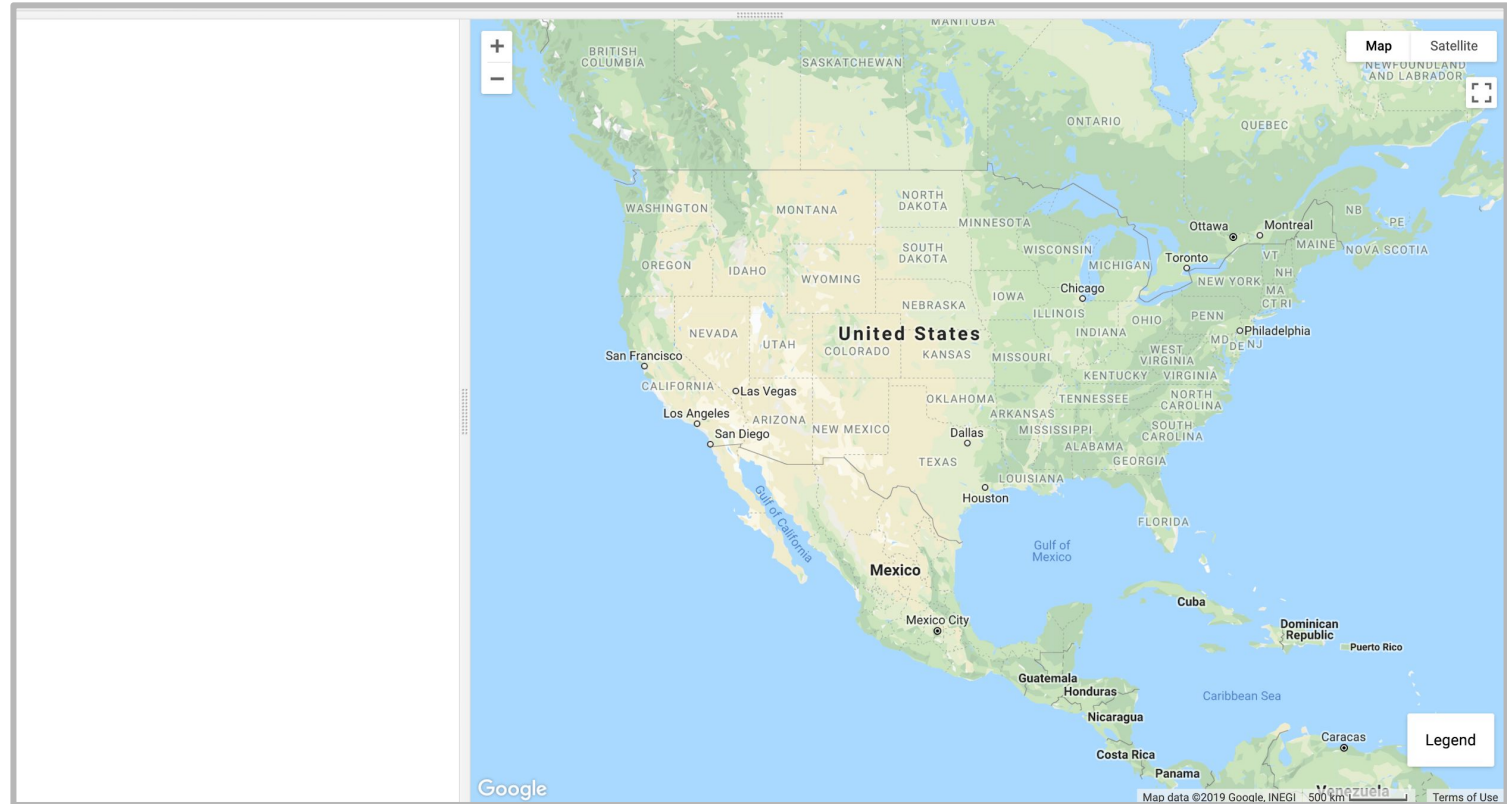 MANITOBA
+
−
Map Satellite
BRITISH
COLUMBIA
SASKATCHEWAN
NEWFOUNDLAND
AND LABRADOR
ONTARIO
QUEBEC
WASHINGTON
MONTANA
NORTH
DAKOTA
MINNESOTA
NB
PE
Ottawa
Montreal
MAINE
NOVA SCOTIA
WISCONSIN
SOUTH
DAKOTA
MICHIGAN
Toronto
VT
NH
OREGON
IDAHO
WYOMING
NEW YORK
MA
CT RI
Chicago
IOWA
NEBRASKA
ILLINOIS
INDIANA
OHIO
PENN
Philadelphia
MD
DE NJ
NEVADA
UTAH
United States
COLORADO
KANSAS
MISSOURI
WEST
VIRGINIA
KENTUCKY
VIRGINIA
San Francisco
CALIFORNIA
Las Vegas
OKLAHOMA
TENNESSEE
NORTH
CAROLINA
Los Angeles
ARIZONA
NEW MEXICO
ARKANSAS
San Diego
Dallas
MISSISSIPPI
SOUTH
CAROLINA
ALABAMA
TEXAS
GEORGIA
LOUISIANA
Houston
Gulf of California
FLORIDA
Gulf of
Mexico
Mexico
Cuba
Mexico City
Dominican
Republic
Puerto Rico
Guatemala
Honduras
Caribbean Sea
Nicaragua
Caracas
Legend
Costa Rica
Panama
Venezuela
Google
Map data ©2019 Google, INEGI 500 km Terms of Use